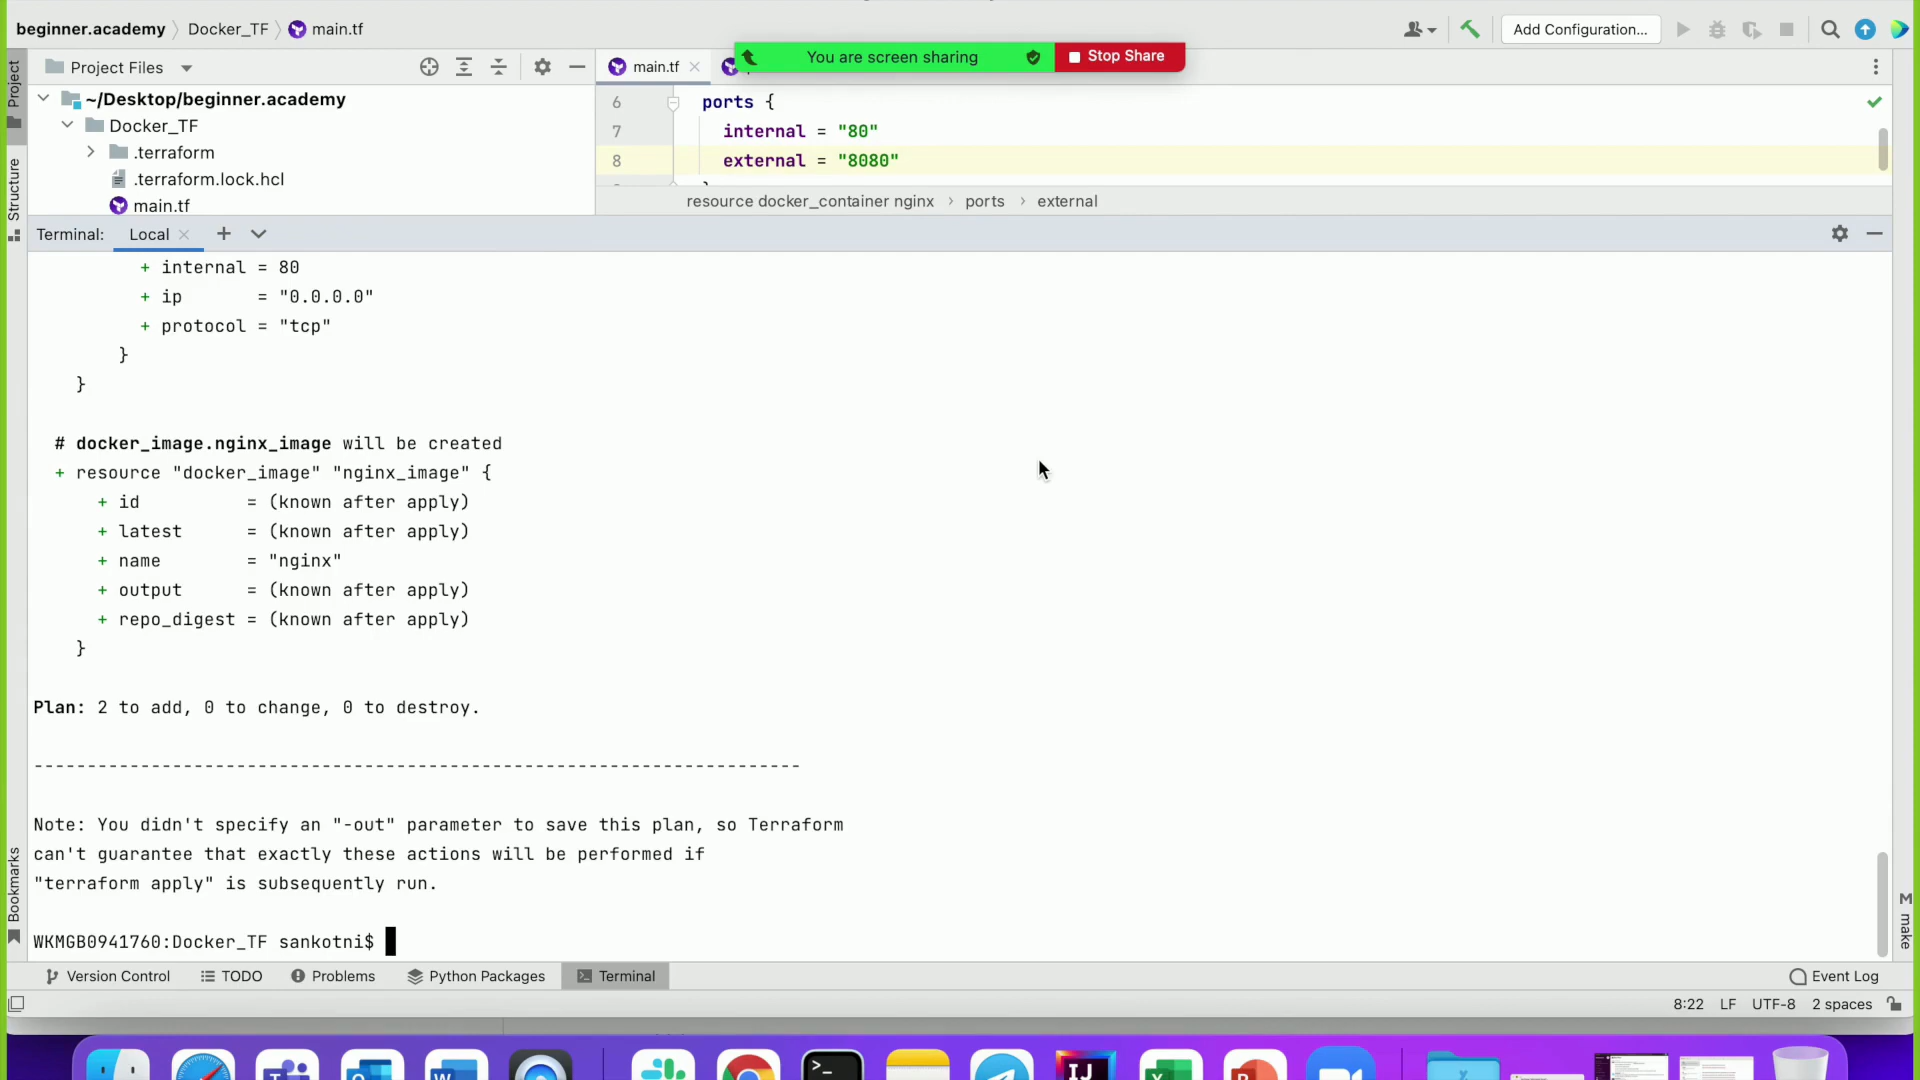 beginner.academy Docker_TF main.tf
Add Configuration...
You are screen sharing
Stop Share
Project Files
main.tf
~/Desktop/beginner.academy
Docker_TF
.terraform
.terraform.lock.hcl
main.tf
6 ports {
7 internal = "80"
8 external = "8080"
resource docker_container nginx › ports › external
Project
Structure
Bookmarks
make
Terminal: Local
+ internal = 80
+ ip = "0.0.0.0"
+ protocol = "tcp"
}
}
# docker_image.nginx_image will be created
+ resource "docker_image" "nginx_image" {
+ id = (known after apply)
+ latest = (known after apply)
+ name = "nginx"
+ output = (known after apply)
+ repo_digest = (known after apply)
}
Plan: 2 to add, 0 to change, 0 to destroy.
------------------------------------------------------------------------
Note: You didn't specify an "-out" parameter to save this plan, so Terraform
can't guarantee that exactly these actions will be performed if
"terraform apply" is subsequently run.
WKMGB0941760:Docker_TF sankotni$
Version Control TODO Problems Python Packages Terminal Event Log
8:22 LF UTF-8 2 spaces